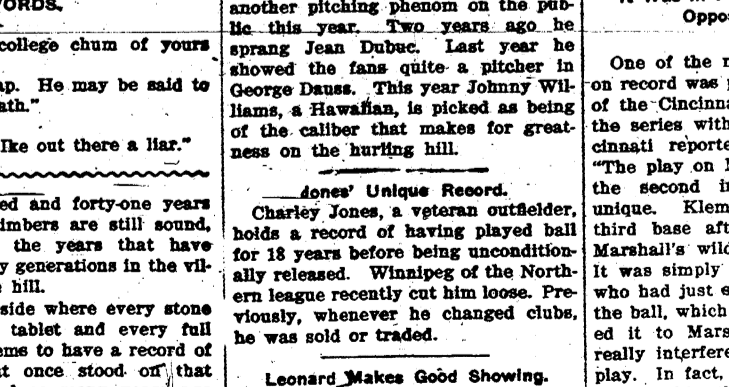 WORDS.
college chum of yours
ap. He may be said to
ath."
Ike out there a liar."
ed and forty-one years
imbers are still sound,
the years that have
y generations in the vil-
hill.
side where every stone
tablet and every full
ems to have a record of
t once stood on that
another pitching phenom on the pub-
lic this year. Two years ago he
sprang Jean Dubuc. Last year he
showed the fans quite a pitcher in
George Dauss. This year Johnny Wil-
liams, a Hawaiian, is picked as being
of the caliber that makes for great-
ness on the hurling hill.
Jones' Unique Record.
Charley Jones, a veteran outfielder,
holds a record of having played ball
for 18 years before being uncondition-
ally released. Winnipeg of the North-
ern league recently cut him loose. Pre-
viously, whenever he changed clubs,
he was sold or traded.
Leonard Makes Good Showing.
Oppo
One of the
on record was
of the Cincinna
the series with
cinnati reporte
"The play on
the second i
unique. Klem
third base aft
Marshall's wild
It was simply
who had just
the ball, which
ed it to Mars
really interfere
play. In fact,